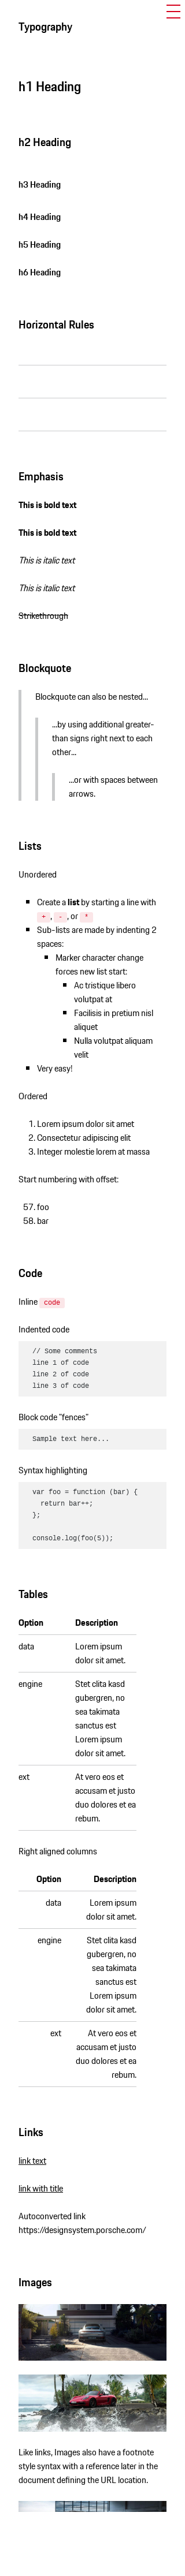 Typography
h1 Heading
h2 Heading
h3 Heading
h4 Heading
h5 Heading
h6 Heading
Horizontal Rules
Emphasis
This is bold text
This is bold text
This is italic text
This is italic text
Strikethrough
Blockquote
Blockquote can also be nested...
...by using additional greater-
than signs right next to each
other...
...or with spaces between
arrows.
Lists
Unordered
Create a list by starting a line with
+ , - , or *
Sub-lists are made by indenting 2
spaces:
Marker character change
forces new list start:
Ac tristique libero
volutpat at
Facilisis in pretium nisl
aliquet
Nulla volutpat aliquam
velit
Very easy!
Ordered
1. Lorem ipsum dolor sit amet
2. Consectetur adipiscing elit
3. Integer molestie lorem at massa
Start numbering with offset:
57. foo
58. bar
Code
Inline code
Indented code
// Some comments
line 1 of code
line 2 of code
line 3 of code
Block code "fences"
Sample text here...
Syntax highlighting
var foo = function (bar) {
return bar++;
};
console.log(foo(5));
Tables
Option Description
data Lorem ipsum
dolor sit amet.
engine Stet clita kasd
gubergren, no
sea takimata
sanctus est
Lorem ipsum
dolor sit amet.
ext At vero eos et
accusam et justo
duo dolores et ea
rebum.
Right aligned columns
Option Description
data Lorem ipsum
dolor sit amet.
engine Stet clita kasd
gubergren, no
sea takimata
sanctus est
Lorem ipsum
dolor sit amet.
ext At vero eos et
accusam et justo
duo dolores et ea
rebum.
Links
link text
link with title
Autoconverted link
https://designsystem.porsche.com/
Images
Like links, Images also have a footnote
style syntax with a reference later in the
document defining the URL location.